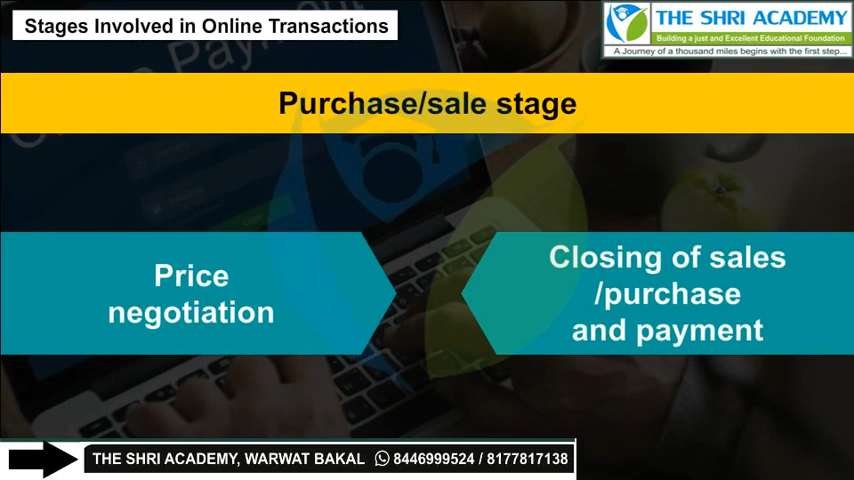 Stages Involved in Online Transactions
THE SHRI ACADEMY
Building a just and Excellent Educational Foundation
A Journey of a thousand miles begins with the first step...
Payment
Purchase/sale stage
Price
negotiation
Closing of sales
/purchase
and payment
THE SHRI ACADEMY, WARWAT BAKAL 8446999524 / 8177817138